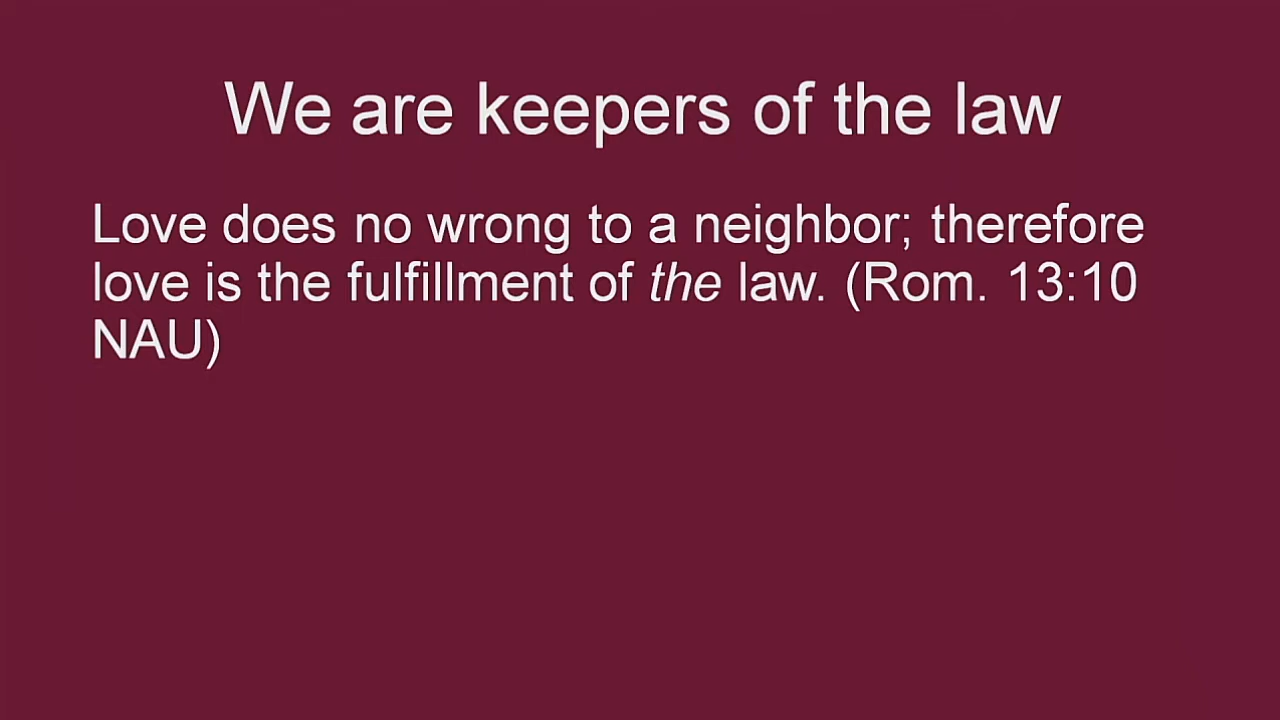 We are keepers of the law
Love does no wrong to a neighbor; therefore
love is the fulfillment of the law. (Rom. 13:10
NAU)